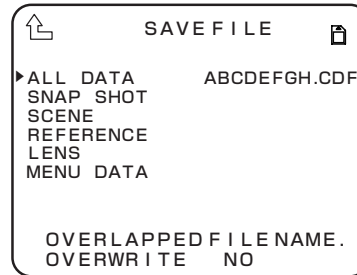 SAVE FILE
ALL DATA ABCDEFGH.CDF
SNAP SHOT
SCENE
REFERENCE
LENS
MENU DATA
OVERLAPPED FILE NAME.
OVERWRITE NO